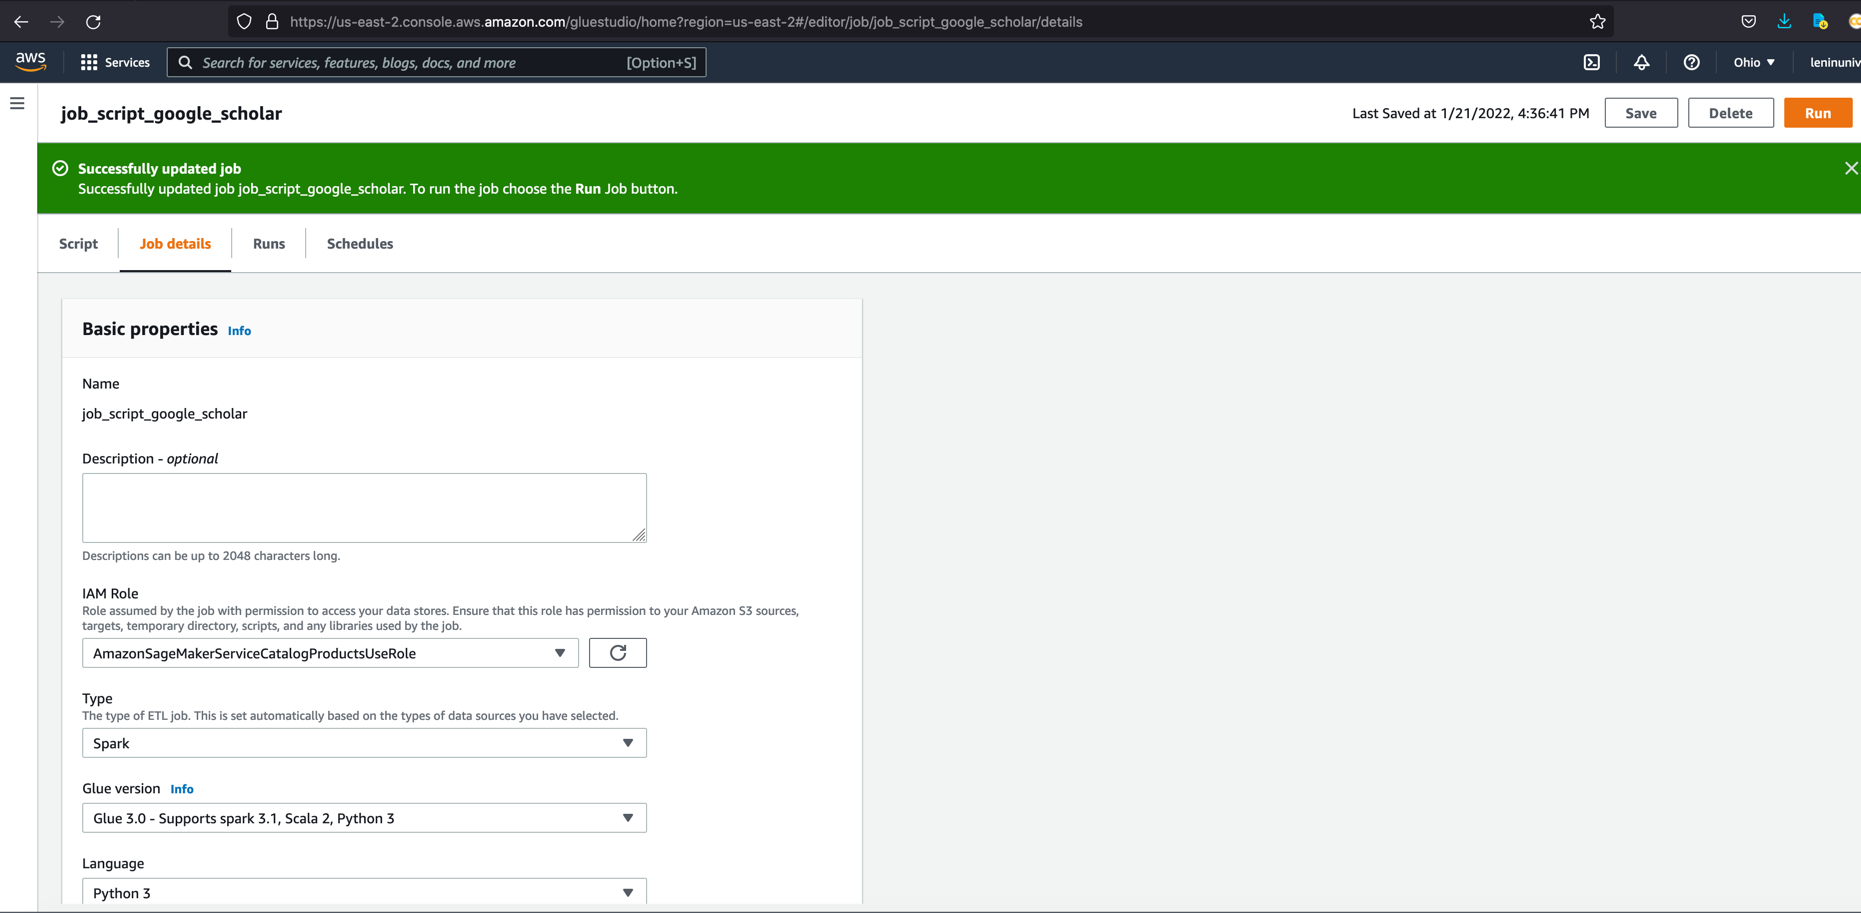 https://us-east-2.console.aws.amazon.com/gluestudio/home?region=us-east-2#/editor/job/job_script_google_scholar/details
aws
Services
Search for services, features, blogs, docs, and more
[Option+S]
Ohio
leninuniv
job_script_google_scholar
Last Saved at 1/21/2022, 4:36:41 PM
Save
Delete
Run
Successfully updated job
Successfully updated job job_script_google_scholar. To run the job choose the Run Job button.
Script
Job details
Runs
Schedules
Basic properties Info
Name
job_script_google_scholar
Description - optional
Descriptions can be up to 2048 characters long.
IAM Role
Role assumed by the job with permission to access your data stores. Ensure that this role has permission to your Amazon S3 sources,
targets, temporary directory, scripts, and any libraries used by the job.
AmazonSageMakerServiceCatalogProductsUseRole
Type
The type of ETL job. This is set automatically based on the types of data sources you have selected.
Spark
Glue version Info
Glue 3.0 - Supports spark 3.1, Scala 2, Python 3
Language
Python 3